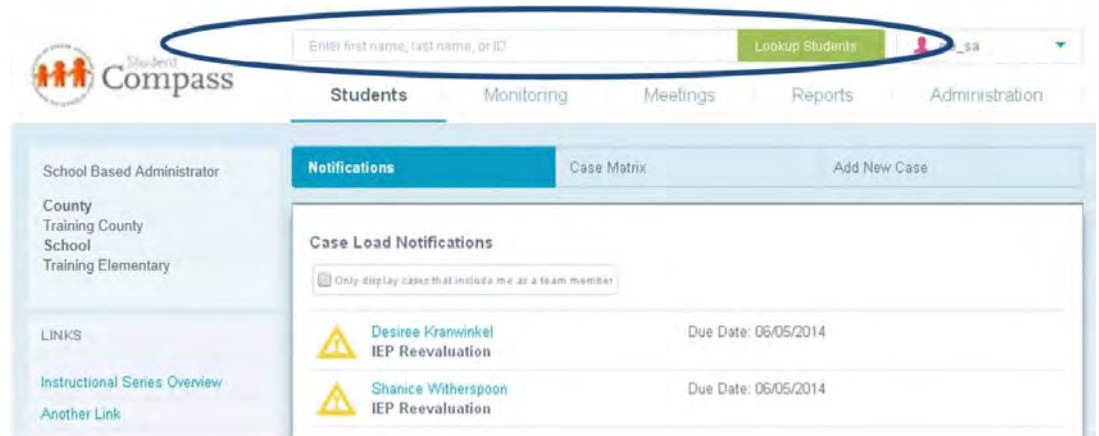 Enter first name, last name, or ID
Lookup Students
Student
Compass
Students
Monitoring
Meetings
Reports
Administration
School Based Administrator
County
Training County
School
Training Elementary
LINKS
Instructional Series Overview
Another Link
Notifications
Case Matrix
Add New Case
Case Load Notifications
Only display cases that include me as a team member
Desiree Kranwinkel
IEP Reevaluation
Due Date: 06/05/2014
Shanice Witherspoon
IEP Reevaluation
Due Date: 06/05/2014